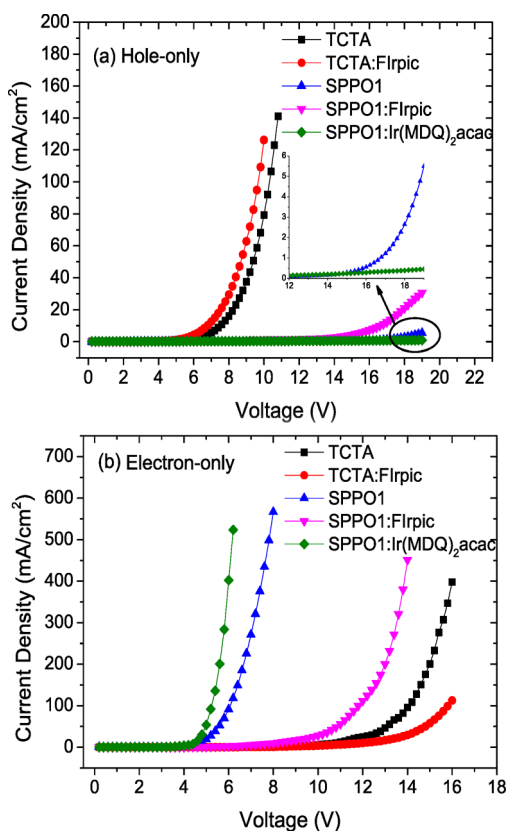 (a) Hole-only
TCTA
TCTA:FIrpic
SPPO1
SPPO1:FIrpic
SPPO1:Ir(MDQ)2acac
Current Density (mA/cm2)
200
180
160
140
120
100
80
60
40
20
0
6
5
4
3
2
1
0
12 14 16 18
0 2 4 6 8 10 12 14 16 18 20 22
Voltage (V)
(b) Electron-only
TCTA
TCTA:FIrpic
SPPO1
SPPO1:FIrpic
SPPO1:Ir(MDQ)2acac
Current Density (mA/cm2)
700
600
500
400
300
200
100
0
0 2 4 6 8 10 12 14 16 18
Voltage (V)